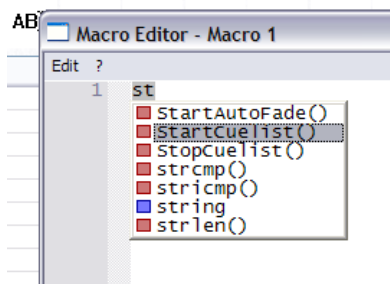 AB
Macro Editor - Macro 1
Edit ?
1 st
StartAutoFade()
StartCuelist()
StopCuelist()
strcmp()
stricmp()
string
strlen()